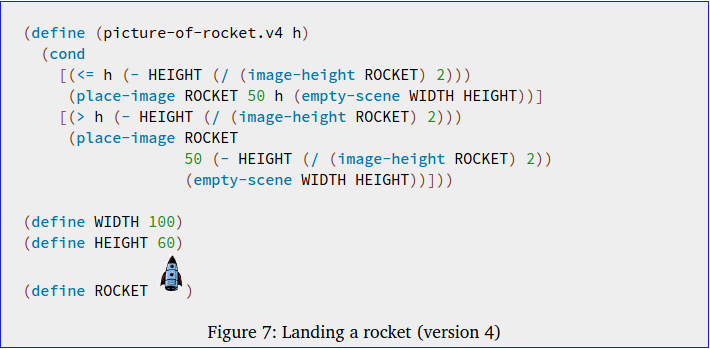 (define (picture-of-rocket.v4 h)
(cond
[(<= h (- HEIGHT (/ (image-height ROCKET) 2)))
(place-image ROCKET 50 h (empty-scene WIDTH HEIGHT))]
[(> h (- HEIGHT (/ (image-height ROCKET) 2)))
(place-image ROCKET
50 (- HEIGHT (/ (image-height ROCKET) 2))
(empty-scene WIDTH HEIGHT))]))
(define WIDTH 100)
(define HEIGHT 60)
(define ROCKET )
Figure 7: Landing a rocket (version 4)